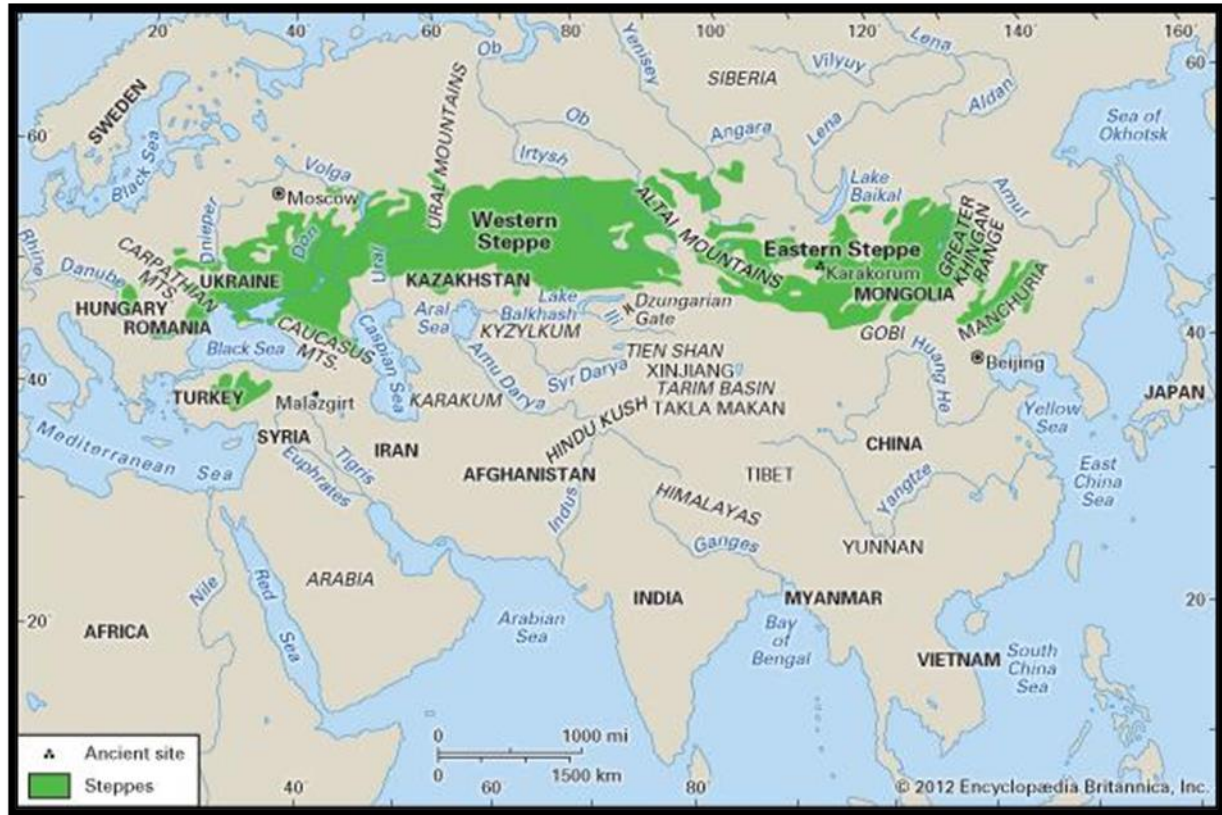 20°
40°
60°
80°
100°
120°
140°
160°
60
Ob
Yenisey
Vilyuy
Lena
SIBERIA
Aldan
SWEDEN
60
Black Sea
URAL MOUNTAINS
Ob
Angara
Lena
Sea of
Okhotsk
Irtysh
Volga
Moscow
Lake
Baikal
Amur
Dnieper
Don
Western
Steppe
ALTAI MOUNTAINS
Eastern Steppe
Karakorum
GREATER
KHINGAN
RANGE
Rhine
Danube
CARPATHIAN
MTS.
UKRAINE
Ural
KAZAKHSTAN
MONGOLIA
MANCHURIA
HUNGARY
ROMANIA
Aral
Sea
Lake
Balkhash
Ili
Dzungarian
Gate
KYZYLKUM
GOBI
40
Black Sea
CAUCASUS
MTS.
Caspian Sea
Amu Darya
Syr Darya
TIEN SHAN
XINJIANG
TARIM BASIN
TAKLA MAKAN
Huang He
Beijing
40
TURKEY
Malazgirt
KARAKUM
HINDU KUSH
Yellow
Sea
JAPAN
Mediterranean Sea
SYRIA
Euphrates
Tigris
IRAN
AFGHANISTAN
TIBET
CHINA
Yangtze
East
China
Sea
Indus
HIMALAYAS
Ganges
YUNNAN
Nile
Red
Sea
ARABIA
INDIA
MYANMAR
20°
20°
AFRICA
Arabian
Sea
Bay
of
Bengal
VIETNAM
South
China
Sea
0 1000 mi
0 1500 km
Ancient site
Steppes
40°
60
80
© 2012 Encyclopædia Britannica, Inc.